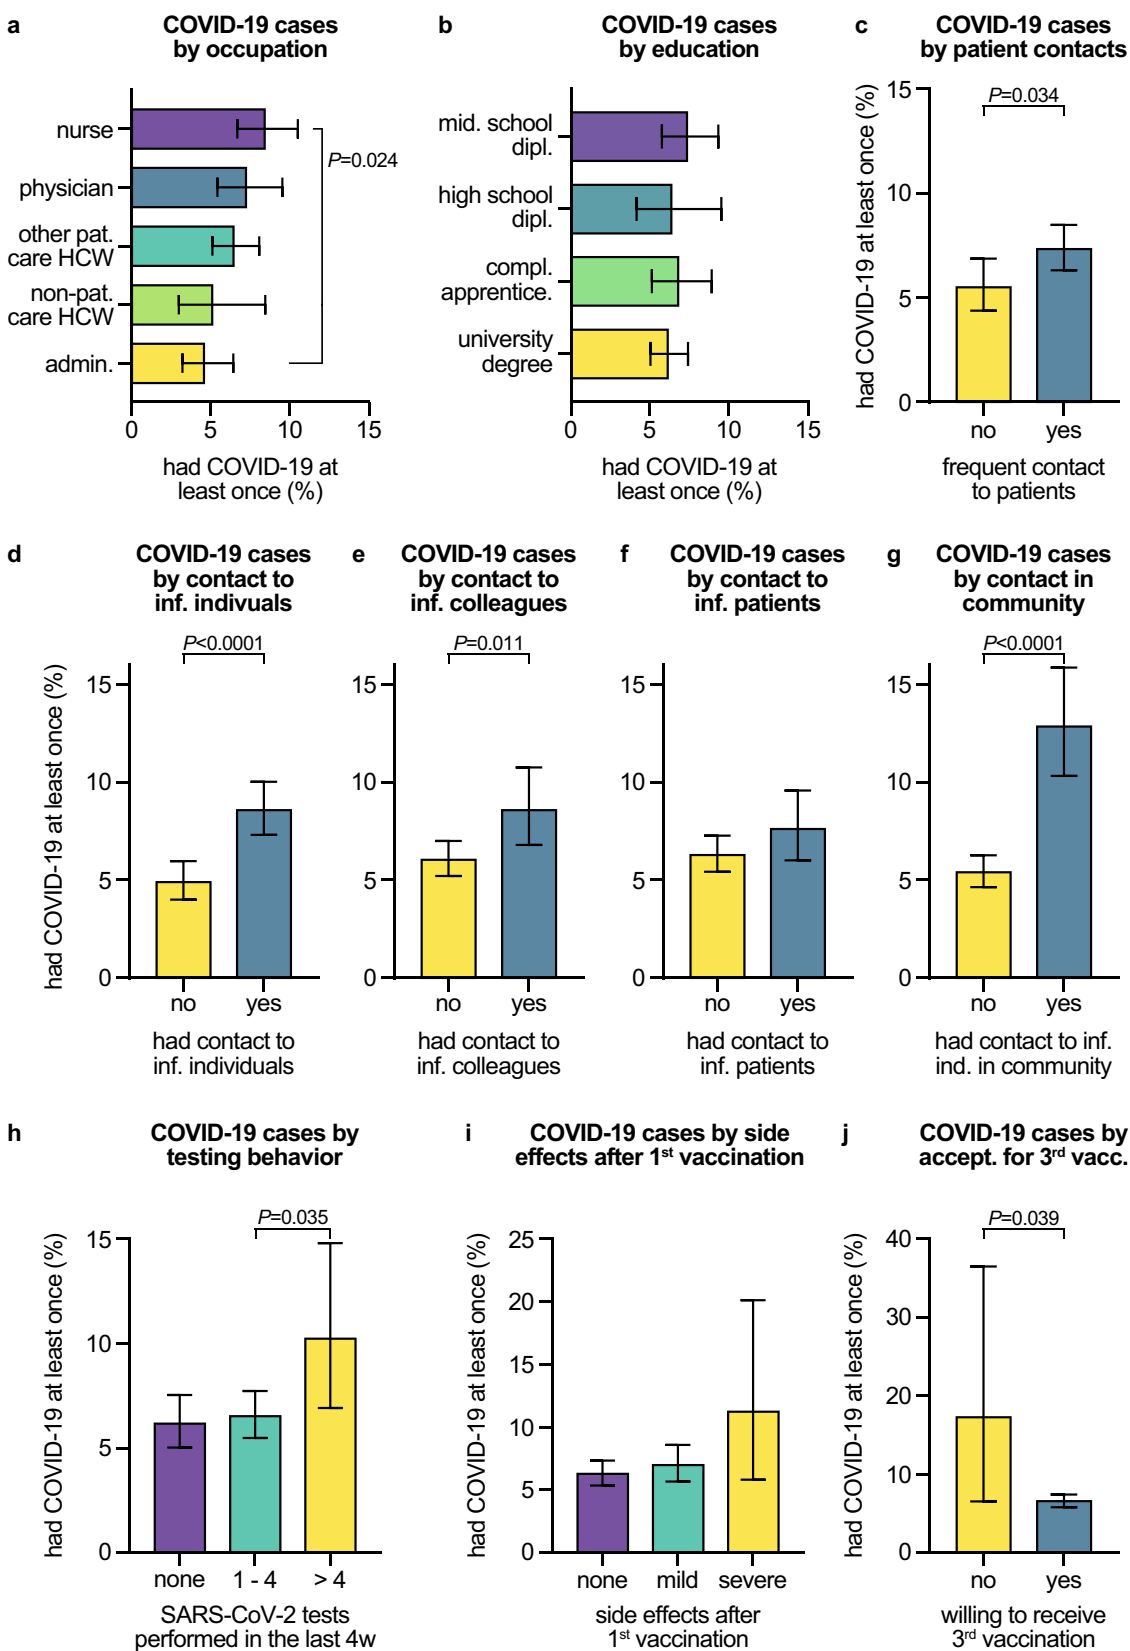 a
COVID-19 cases
by occupation
nurse
physician
other pat.
care HCW
non-pat.
care HCW
admin.
P=0.024
0 5 10 15
had COVID-19 at
least once (%)
b
COVID-19 cases
by education
mid. school
dipl.
high school
dipl.
compl.
apprentice.
university
degree
0 5 10 15
had COVID-19 at
least once (%)
c
COVID-19 cases
by patient contacts
had COVID-19 at least once (%)
15
10
5
0
P=0.034
no yes
frequent contact
to patients
d
COVID-19 cases
by contact to
inf. indivuals
had COVID-19 at least once (%)
P<0.0001
15
10
5
0
no yes
had contact to
inf. individuals
e
COVID-19 cases
by contact to
inf. colleagues
P=0.011
15
10
5
0
no yes
had contact to
inf. colleagues
f
COVID-19 cases
by contact to
inf. patients
15
10
5
0
no yes
had contact to
inf. patients
g
COVID-19 cases
by contact in
community
P<0.0001
15
10
5
0
no yes
had contact to inf.
ind. in community
h
COVID-19 cases by
testing behavior
had COVID-19 at least once (%)
P=0.035
15
10
5
0
none 1 - 4 > 4
SARS-CoV-2 tests
performed in the last 4w
i
COVID-19 cases by side
effects after 1st vaccination
had COVID-19 at least once (%)
25
20
15
10
5
0
none mild severe
side effects after
1st vaccination
j
COVID-19 cases by
accept. for 3rd vacc.
had COVID-19 at least once (%)
P=0.039
40
30
20
10
0
no yes
willing to receive
3rd vaccination